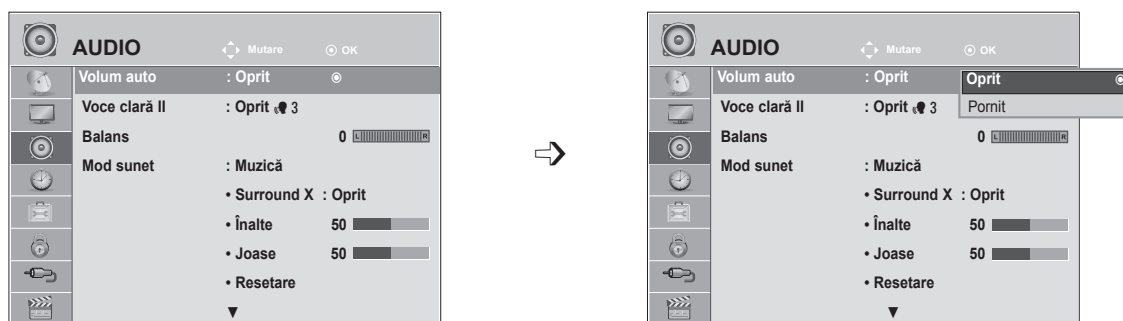 AUDIO Mutare OK
Volum auto : Oprit
Voce clară II : Oprit 3
Balans 0 L R
Mod sunet : Muzică
• Surround X : Oprit
• Înalte 50
• Joase 50
• Resetare
▼
AUDIO Mutare OK
Volum auto : Oprit Oprit
Voce clară II : Oprit 3 Pornit
Balans 0 L R
Mod sunet : Muzică
• Surround X : Oprit
• Înalte 50
• Joase 50
• Resetare
▼